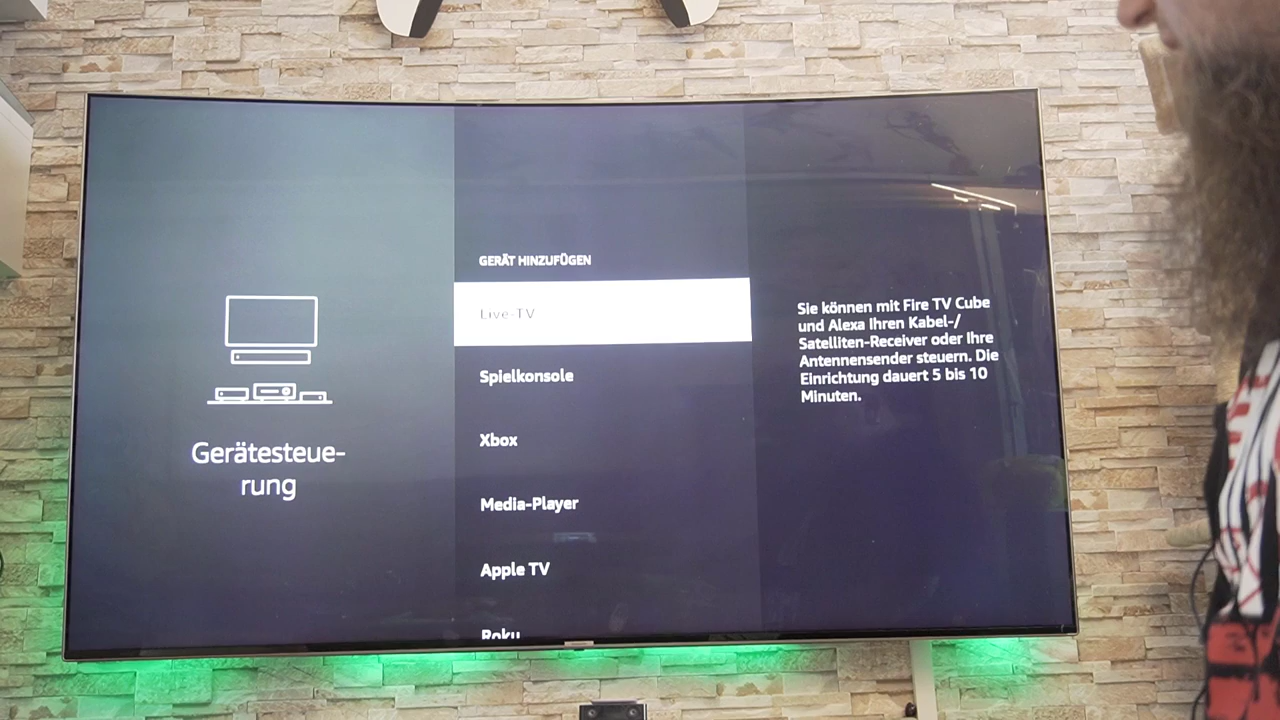 Gerätesteue-
rung
GERÄT HINZUFÜGEN
Live-TV
Spielkonsole
Xbox
Media-Player
Apple TV
Roku
Sie können mit Fire TV Cube
und Alexa Ihren Kabel-/
Satelliten-Receiver oder Ihre
Antennensender steuern. Die
Einrichtung dauert 5 bis 10
Minuten.